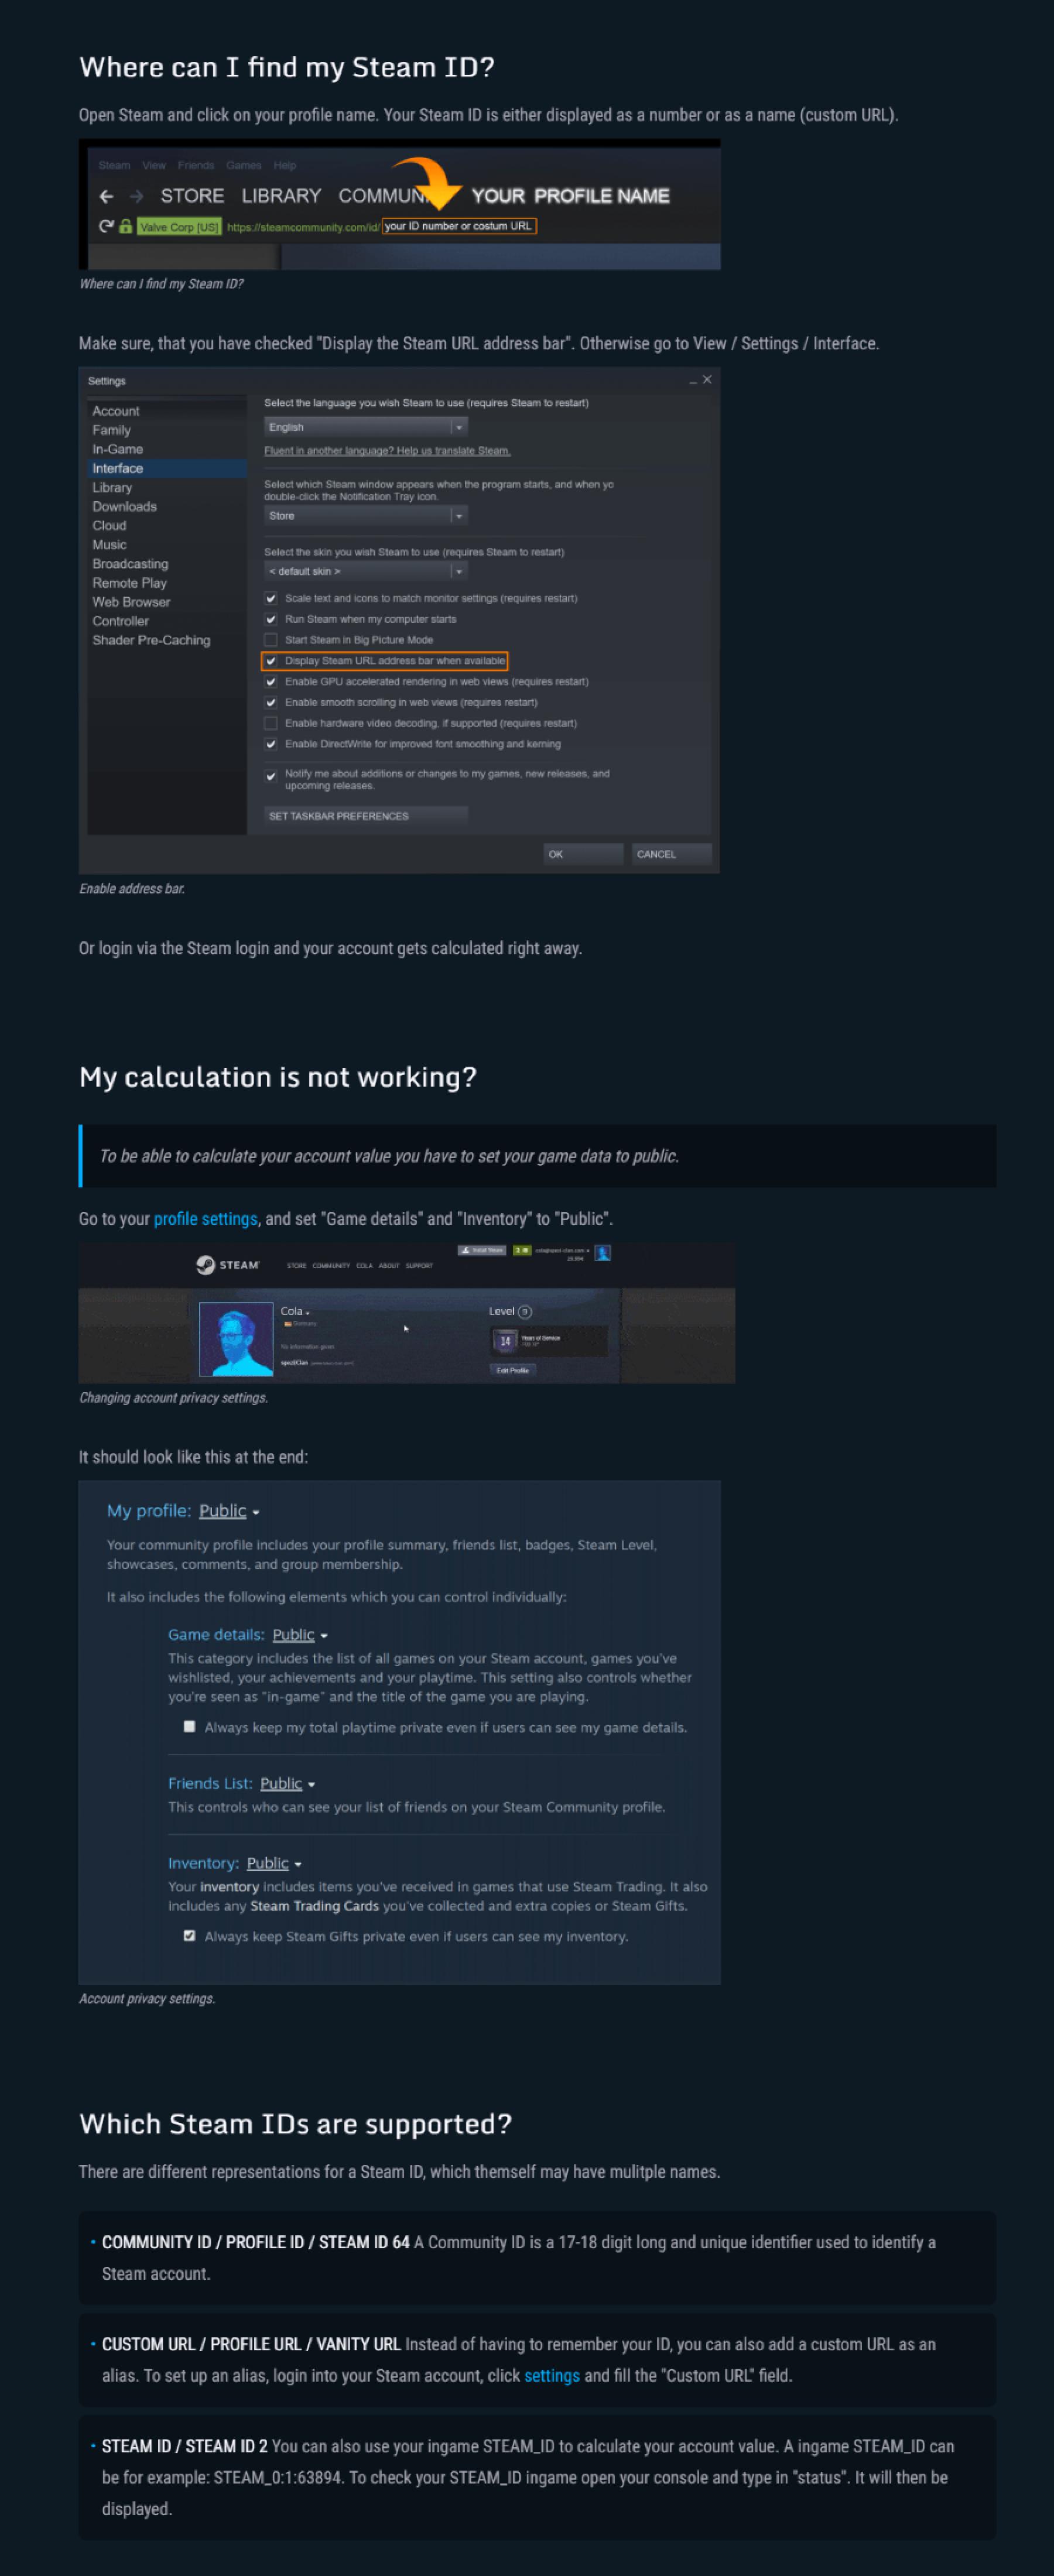 Where can I find my Steam ID?
Open Steam and click on your profile name. Your Steam ID is either displayed as a number or as a name (custom URL).
Steam View Friends Games Help
STORE LIBRARY COMMUN YOUR PROFILE NAME
Valve Corp [US] https://steamcommunity.com/id/ your ID number or costum URL
Where can I find my Steam ID?
Make sure, that you have checked "Display the Steam URL address bar". Otherwise go to View / Settings / Interface.
Settings
Account
Family
In-Game
Interface
Library
Downloads
Cloud
Music
Broadcasting
Remote Play
Web Browser
Controller
Shader Pre-Caching
Select the language you wish Steam to use (requires Steam to restart)
English
Fluent in another language? Help us translate Steam.
Select which Steam window appears when the program starts, and when yc
double-click the Notification Tray icon.
Store
Select the skin you wish Steam to use (requires Steam to restart)
< default skin >
Scale text and icons to match monitor settings (requires restart)
Run Steam when my computer starts
Start Steam in Big Picture Mode
Display Steam URL address bar when available
Enable GPU accelerated rendering in web views (requires restart)
Enable smooth scrolling in web views (requires restart)
Enable hardware video decoding, if supported (requires restart)
Enable DirectWrite for improved font smoothing and kerning
Notify me about additions or changes to my games, new releases, and
upcoming releases.
SET TASKBAR PREFERENCES
OK CANCEL
Enable address bar.
Or login via the Steam login and your account gets calculated right away.
My calculation is not working?
To be able to calculate your account value you have to set your game data to public.
Go to your profile settings, and set "Game details" and "Inventory" to "Public".
Install Steam
STEAM STORE COMMUNITY COLA ABOUT SUPPORT
Cola
Germany
No information given.
Level 9
14 Years of Service
Edit Profile
Changing account privacy settings.
It should look like this at the end:
My profile: Public
Your community profile includes your profile summary, friends list, badges, Steam Level,
showcases, comments, and group membership.
It also includes the following elements which you can control individually:
Game details: Public
This category includes the list of all games on your Steam account, games you've
wishlisted, your achievements and your playtime. This setting also controls whether
you're seen as "in-game" and the title of the game you are playing.
Always keep my total playtime private even if users can see my game details.
Friends List: Public
This controls who can see your list of friends on your Steam Community profile.
Inventory: Public
Your inventory includes items you've received in games that use Steam Trading. It also
includes any Steam Trading Cards you've collected and extra copies or Steam Gifts.
Always keep Steam Gifts private even if users can see my inventory.
Account privacy settings.
Which Steam IDs are supported?
There are different representations for a Steam ID, which themself may have mulitple names.
• COMMUNITY ID / PROFILE ID / STEAM ID 64 A Community ID is a 17-18 digit long and unique identifier used to identify a
Steam account.
• CUSTOM URL / PROFILE URL / VANITY URL Instead of having to remember your ID, you can also add a custom URL as an
alias. To set up an alias, login into your Steam account, click settings and fill the "Custom URL" field.
• STEAM ID / STEAM ID 2 You can also use your ingame STEAM_ID to calculate your account value. A ingame STEAM_ID can
be for example: STEAM_0:1:63894. To check your STEAM_ID ingame open your console and type in "status". It will then be
displayed.